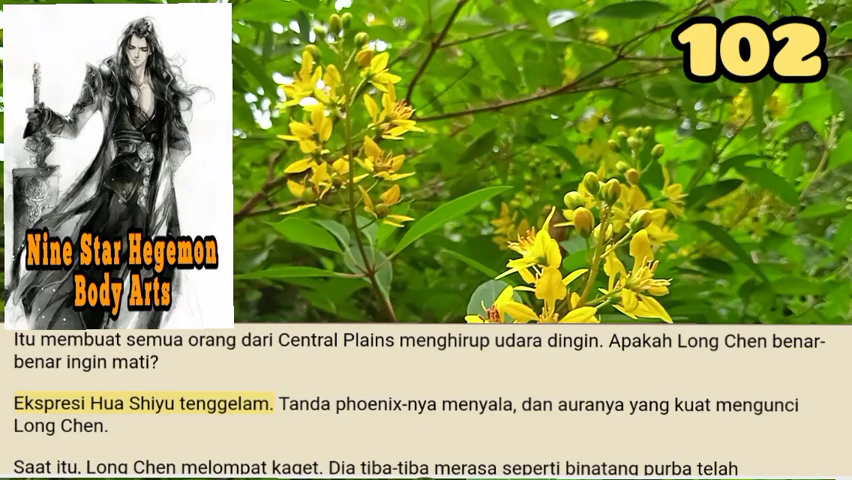 102
Nine Star Hegemon
Body Arts
Itu membuat semua orang dari Central Plains menghirup udara dingin. Apakah Long Chen benar-
benar ingin mati?
Ekspresi Hua Shiyu tenggelam. Tanda phoenix-nya menyala, dan auranya yang kuat mengunci
Long Chen.
Saat itu, Long Chen melompat kaget. Dia tiba-tiba merasa seperti binatang purba telah